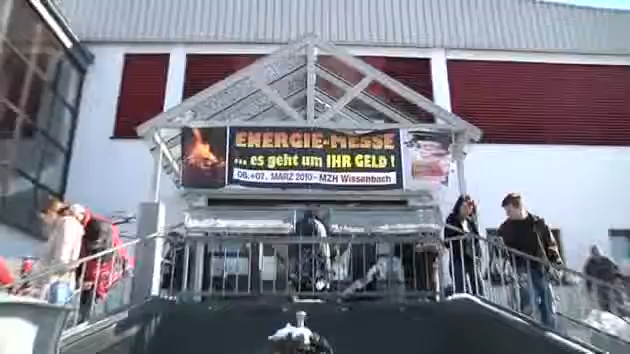 ENERGIE-MESSE
... es geht um IHR GELD !
06.+07. MÄRZ 2010 - MZH Wissenbach